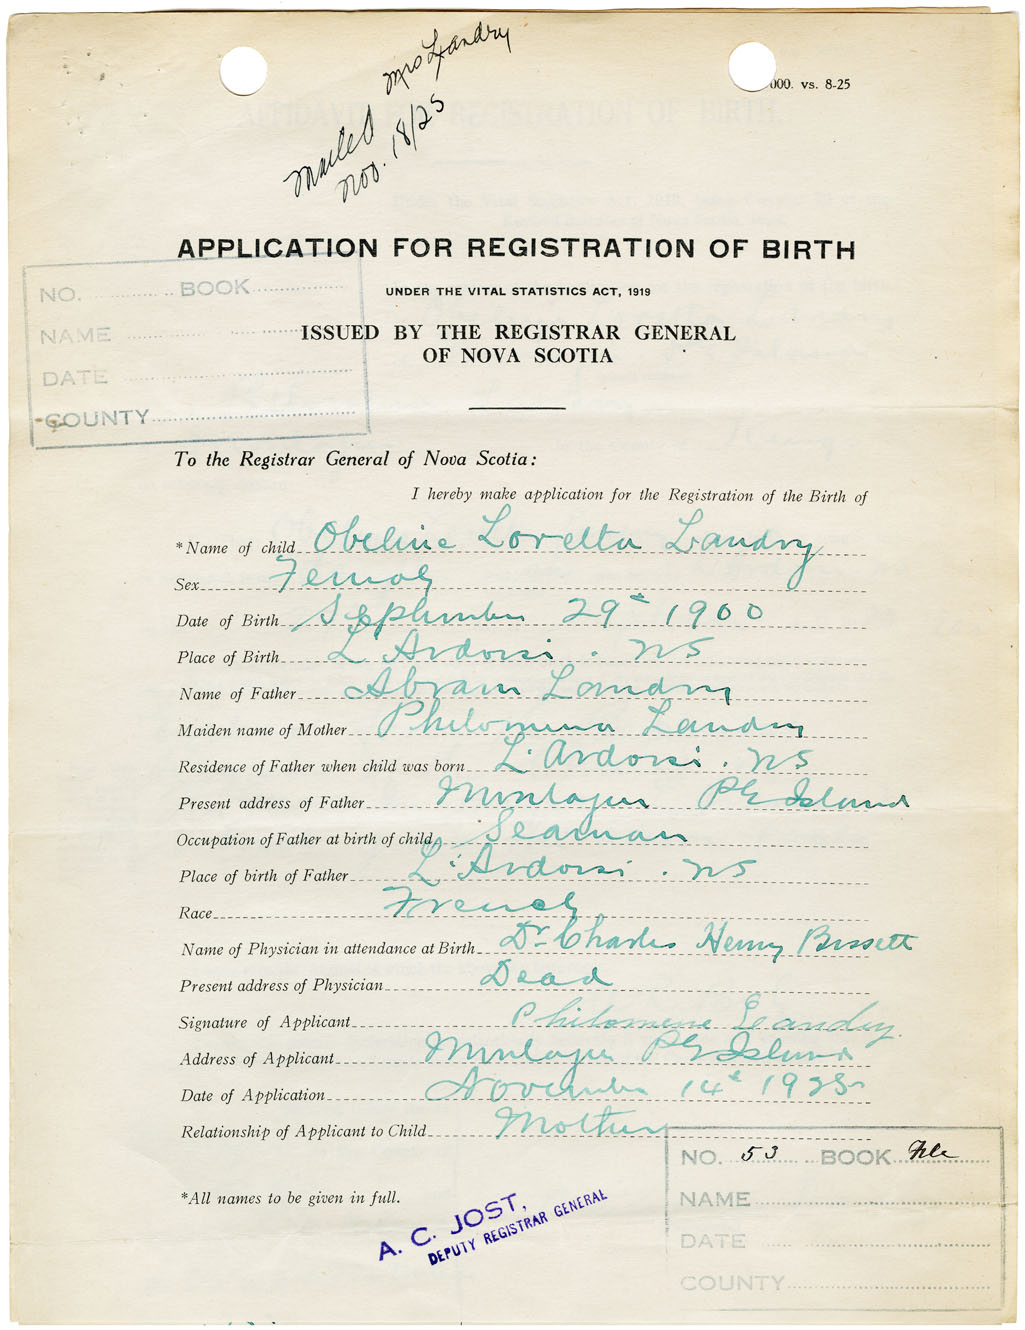 Mailed Mrs Landry
Nov. 18/25
000. vs. 8-25
APPLICATION FOR REGISTRATION OF BIRTH
UNDER THE VITAL STATISTICS ACT, 1919
ISSUED BY THE REGISTRAR GENERAL
OF NOVA SCOTIA
NO. BOOK
NAME
DATE
COUNTY
To the Registrar General of Nova Scotia:
I hereby make application for the Registration of the Birth of
*Name of child Obeline Loretta Landry
Sex Female
Date of Birth September 29th 1900
Place of Birth L'Ardoise . NS
Name of Father Abram Landry
Maiden name of Mother Philomena Landry
Residence of Father when child was born L'Ardoise . NS
Present address of Father Montague PE Island
Occupation of Father at birth of child Seaman
Place of birth of Father L'Ardoise . NS
Race French
Name of Physician in attendance at Birth Dr Charles Henry Bissett
Present address of Physician Dead
Signature of Applicant Philomene Landry.
Address of Applicant Montague PE Island
Date of Application November 14th 1925
Relationship of Applicant to Child Mother
NO. 53 BOOK File
NAME
DATE
COUNTY
*All names to be given in full.
A. C. JOST,
DEPUTY REGISTRAR GENERAL